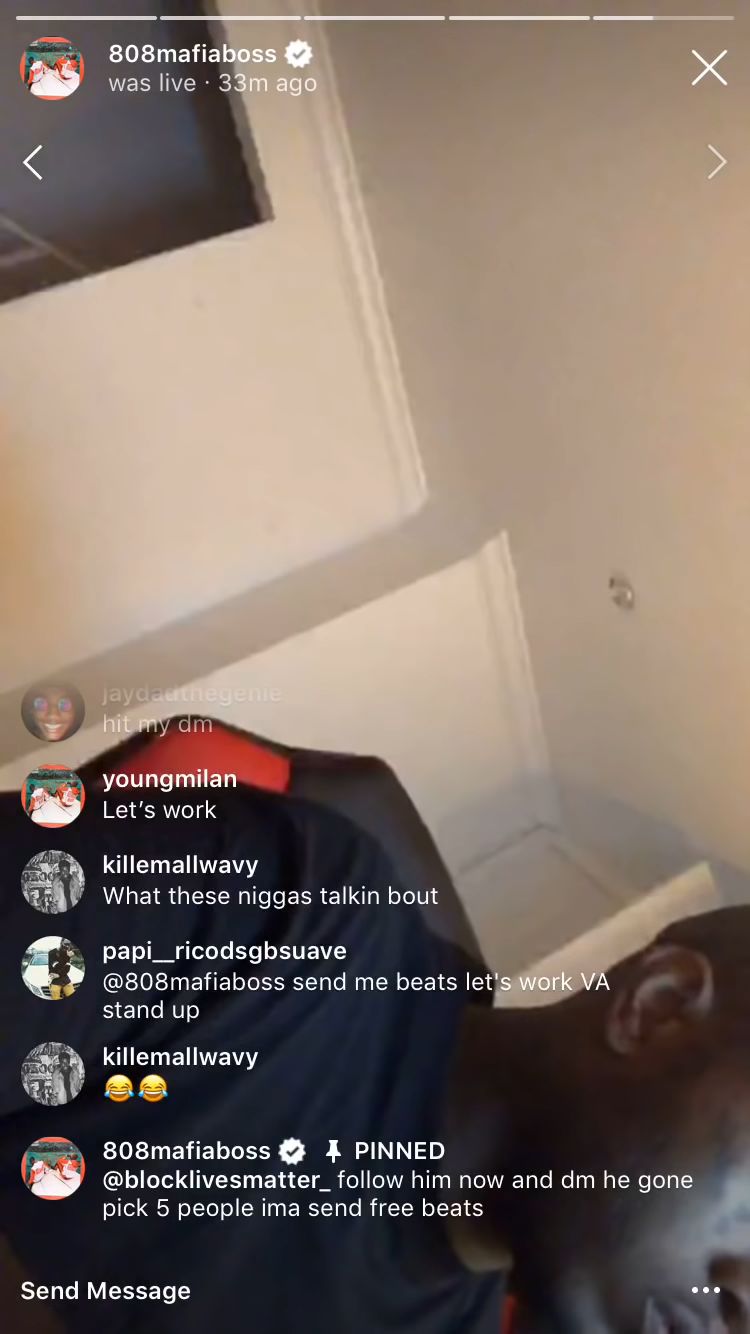 808mafiaboss
was live · 33m ago
jaydadthegenie
hit my dm
youngmilan
Let's work
killemallwavy
What these niggas talkin bout
papi__ricodsgbsuave
@808mafiaboss send me beats let's work VA
stand up
killemallwavy
😂😂
808mafiaboss PINNED
@blocklivesmatter_ follow him now and dm he gone
pick 5 people ima send free beats
Send Message